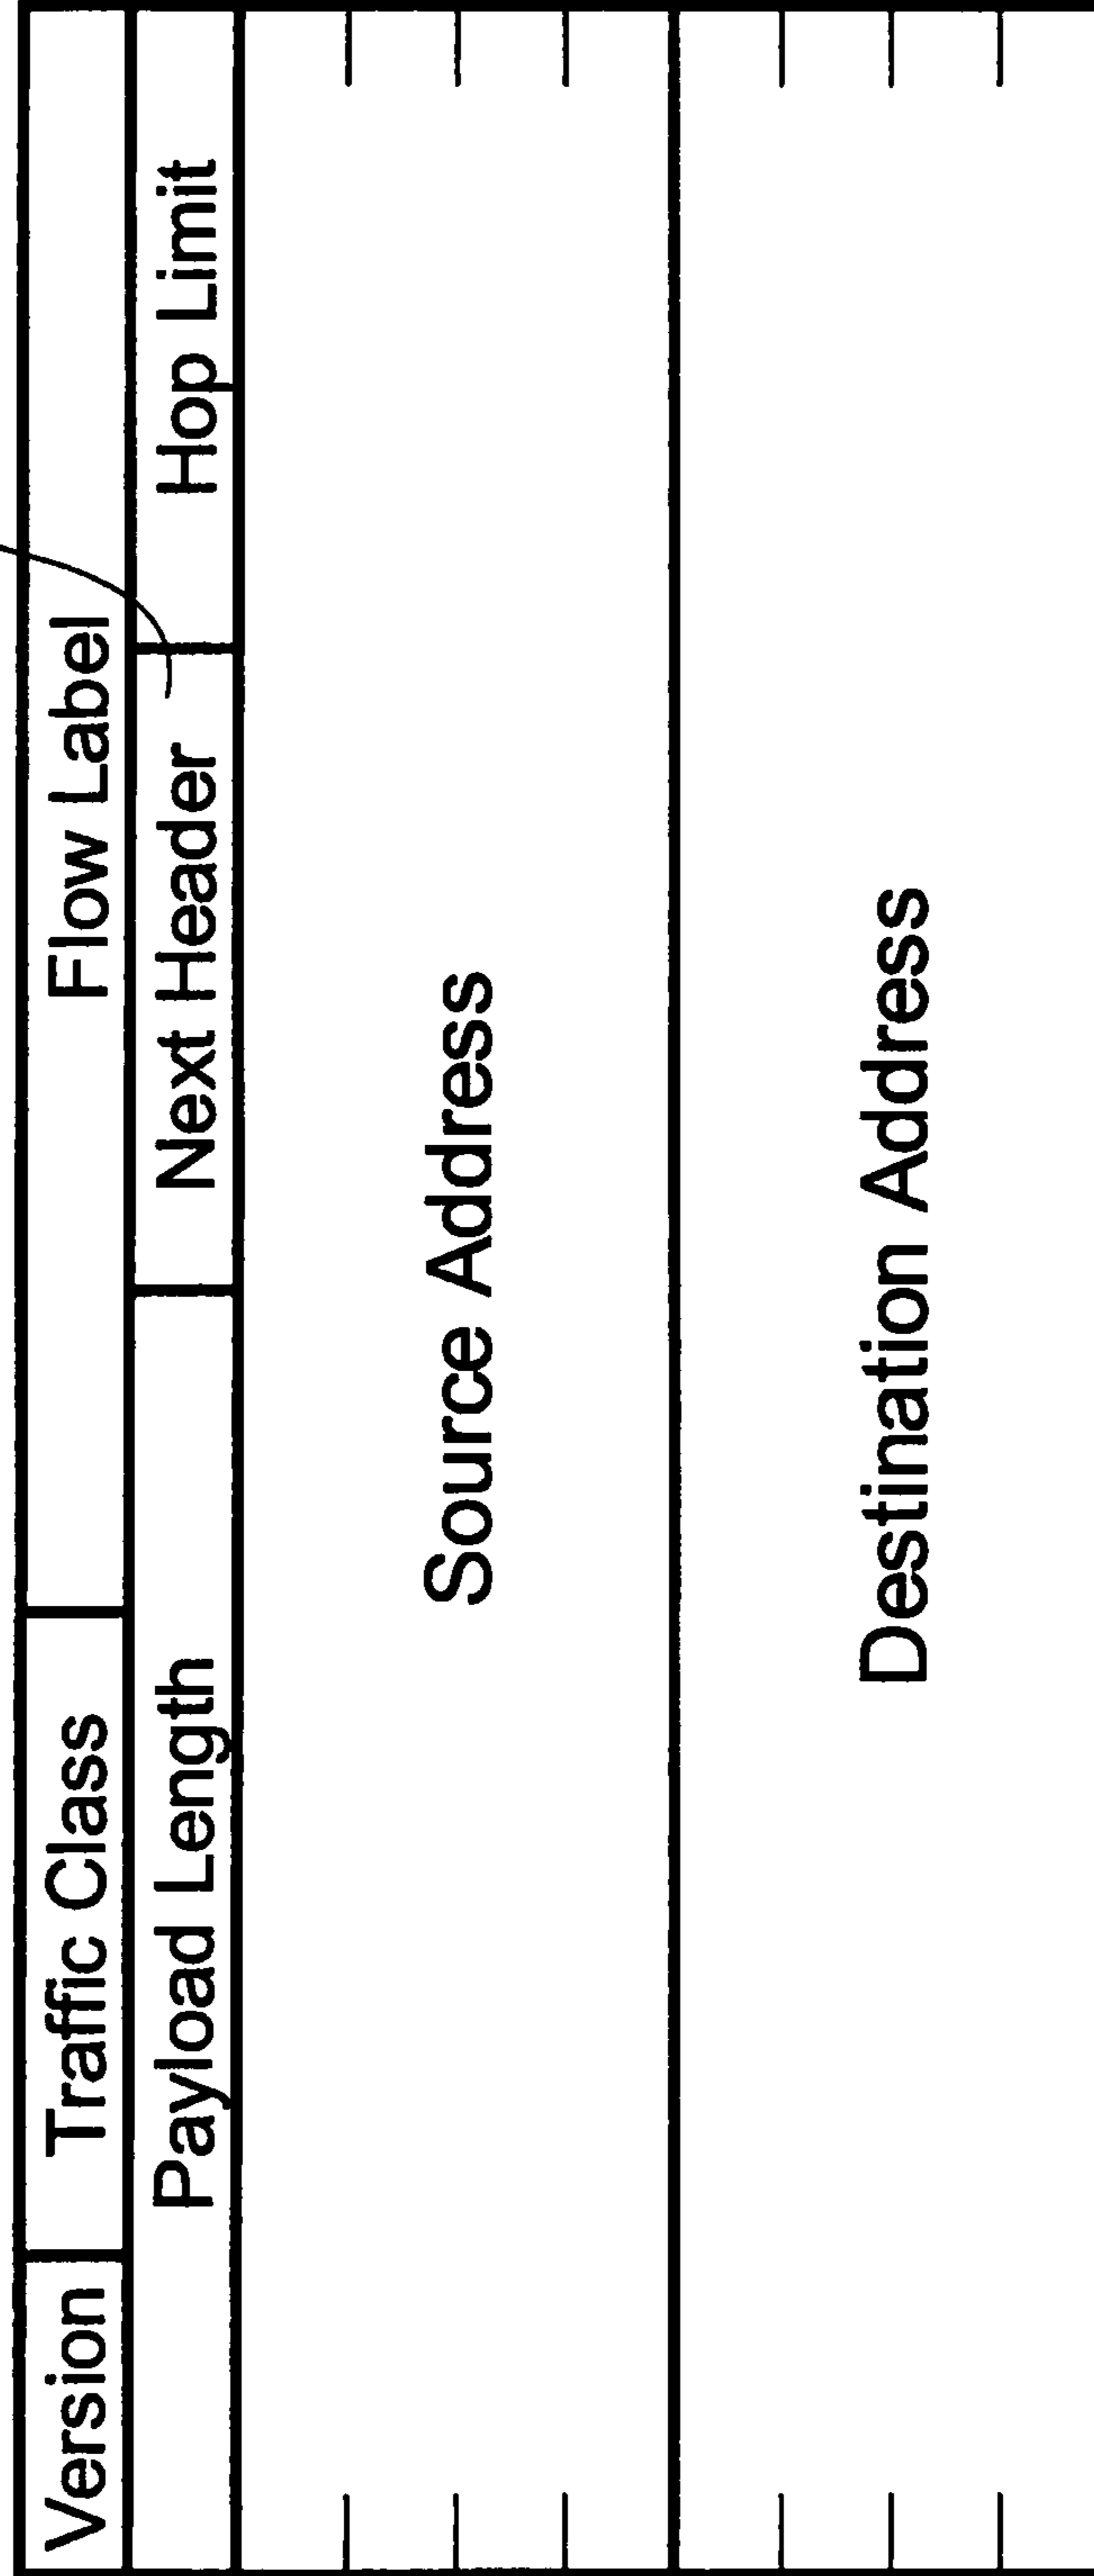 Version Traffic Class Flow Label
Payload Length Next Header Hop Limit
Source Address
Destination Address